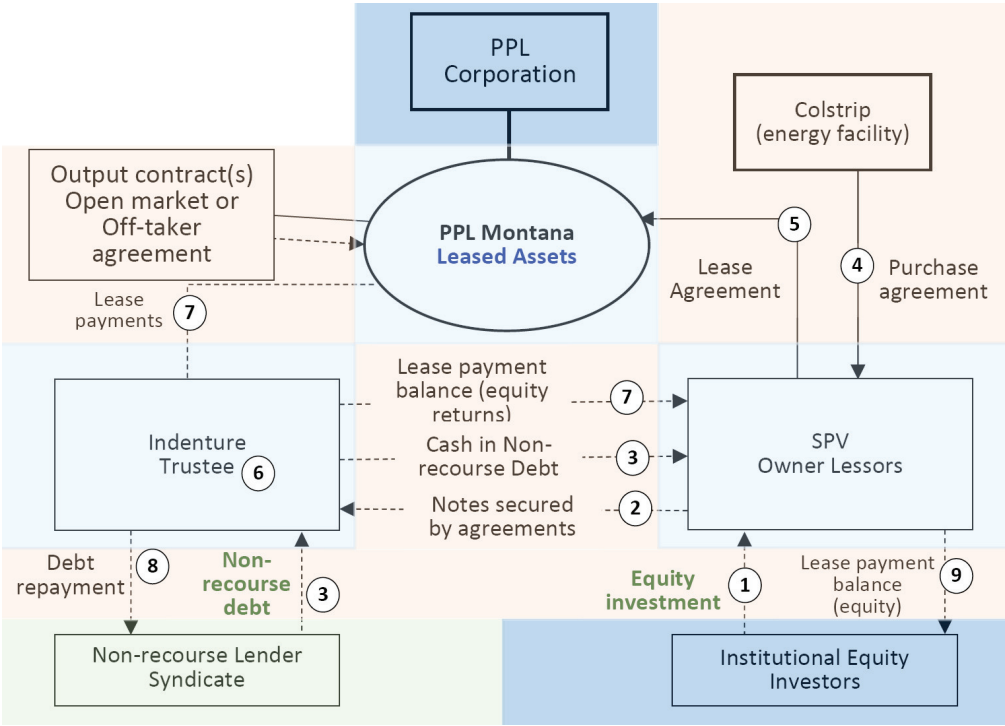 PPL
Corporation
Colstrip
(energy facility)
Output contract(s)
Open market or
Off-taker
agreement
PPL Montana
Leased Assets
5
4
Lease
Agreement
Purchase
agreement
Lease
payments
7
Lease payment
balance (equity
returns)
7
Indenture
Trustee
6
Cash in Non-
recourse Debt
3
SPV
Owner Lessors
Notes secured
by agreements
2
Debt
repayment
8
Non-
recourse
debt
3
Equity
investment
1
Lease payment
balance
(equity)
9
Non-recourse Lender
Syndicate
Institutional Equity
Investors